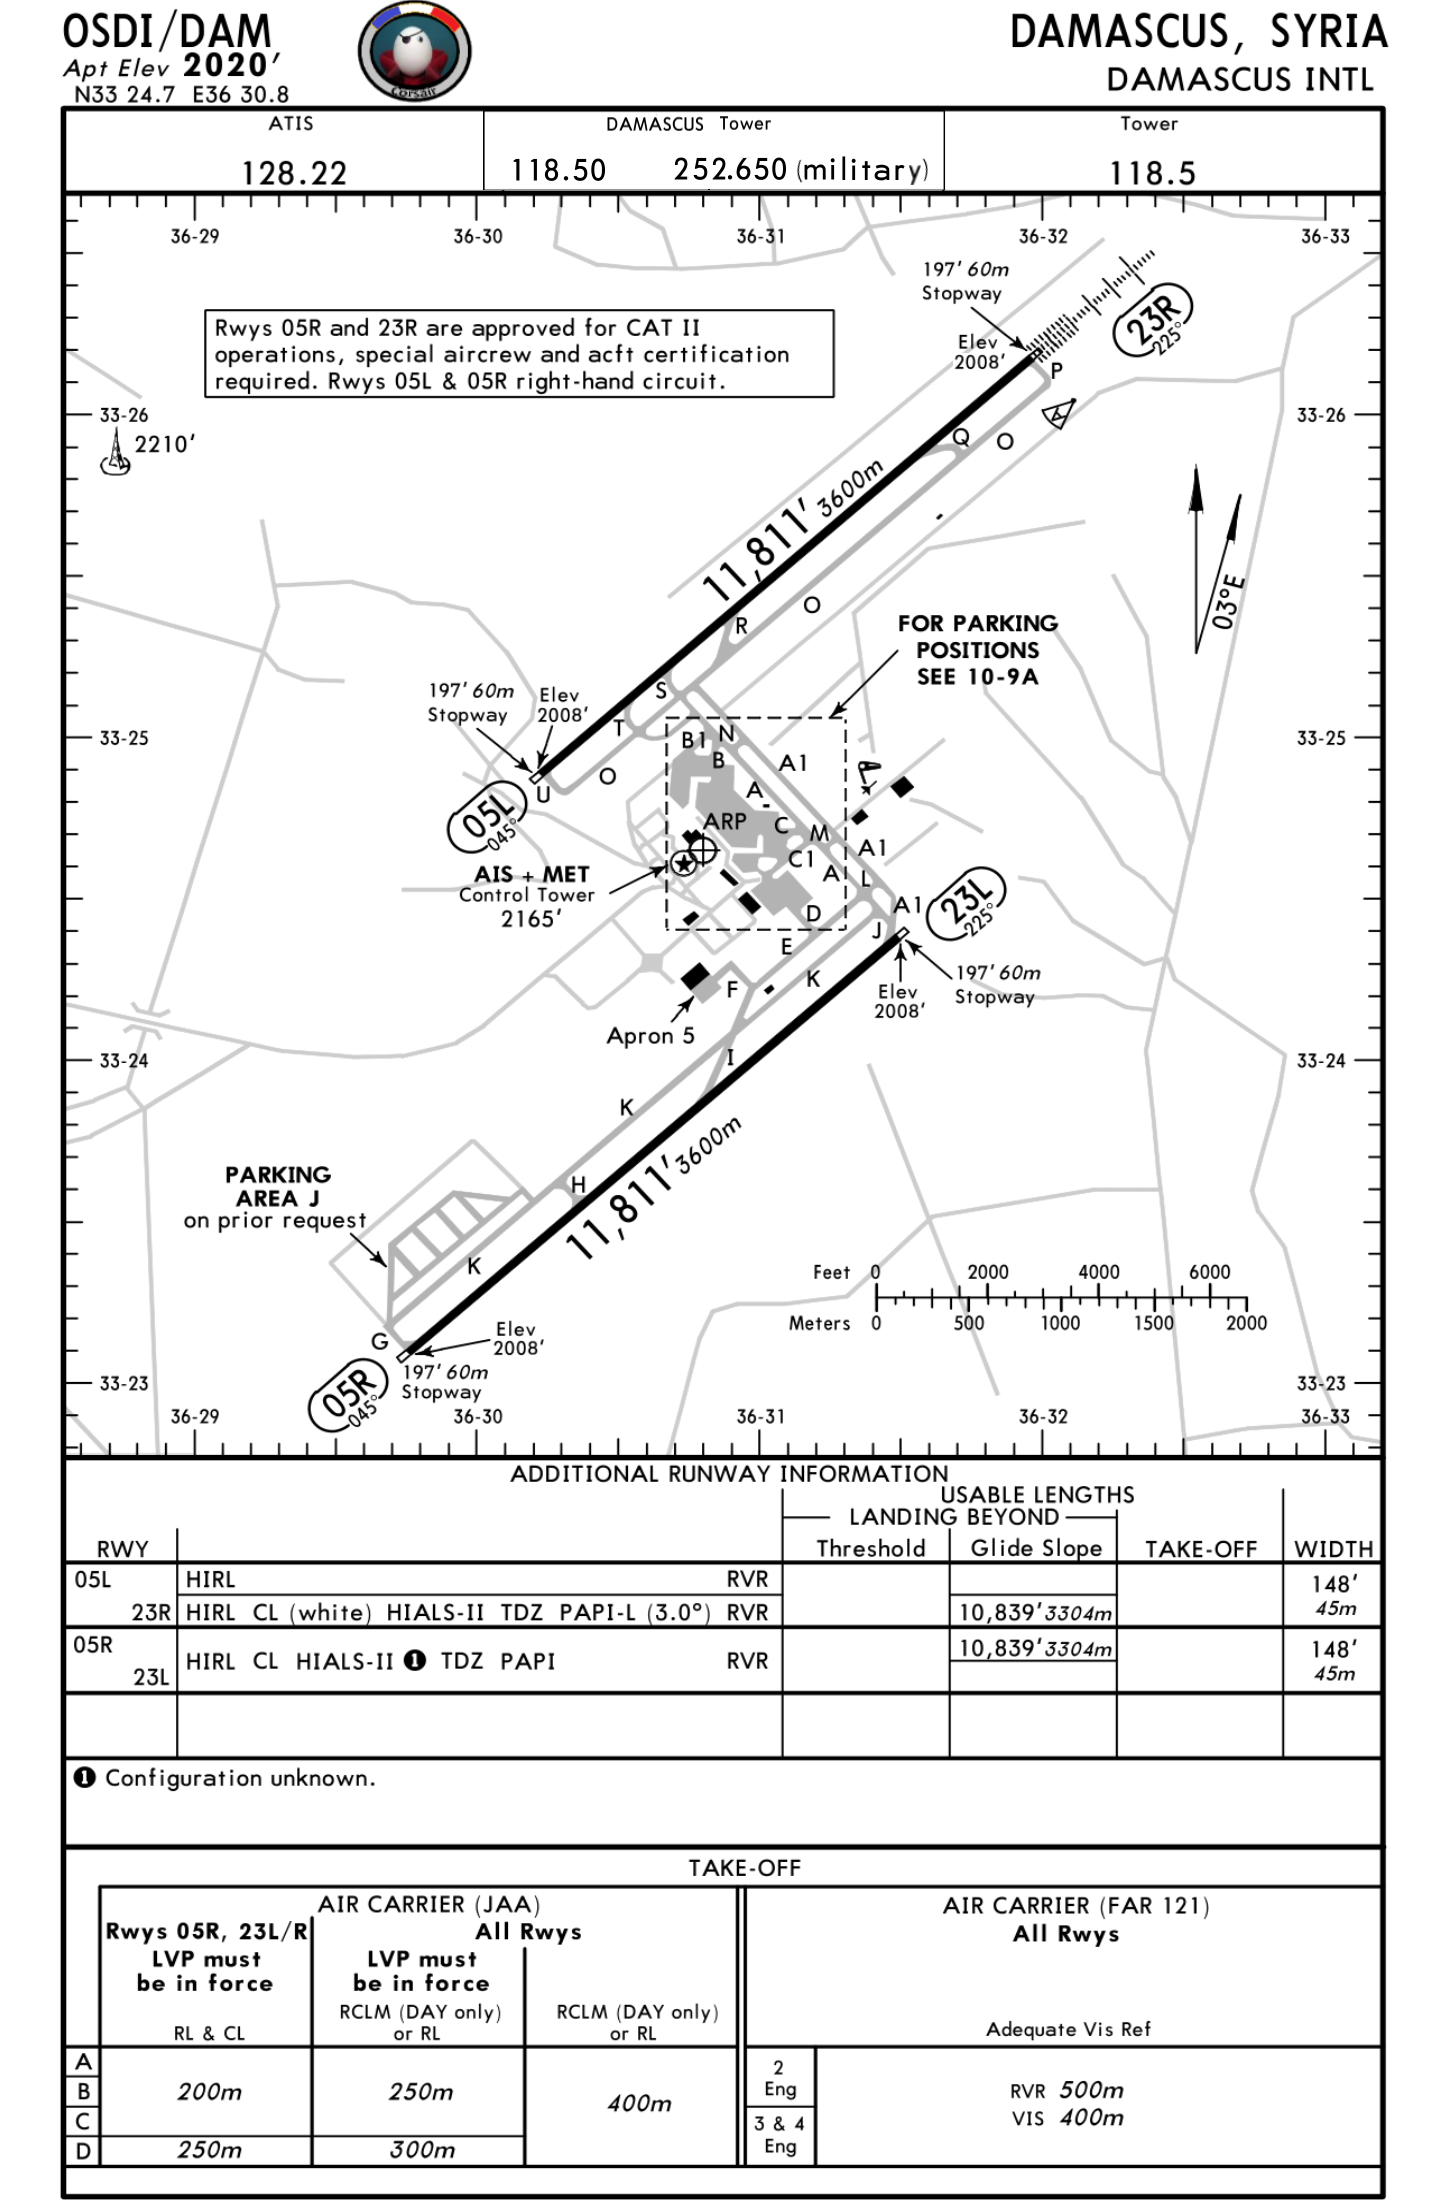 OSDI/DAM
Apt Elev 2020'
N33 24.7 E36 30.8
Corsair
DAMASCUS, SYRIA
DAMASCUS INTL
ATIS
128.22
DAMASCUS Tower
118.50 252.650 (military)
Tower
118.5
36-29 36-30 36-31 36-32 36-33
197' 60m
Stopway
23R
225°
Elev
2008'
P
Rwys 05R and 23R are approved for CAT II
operations, special aircrew and acft certification
required. Rwys 05L & 05R right-hand circuit.
33-26
33-26
2210'
A
Q
O
11,811' 3600m
03°E
O
R
FOR PARKING
POSITIONS
SEE 10-9A
S
197' 60m
Stopway
Elev
2008'
T
33-25
33-25
B1 N
B
A1
O
A
U
05L
045°
ARP
C
M
C1
A1
A
L
AIS + MET
Control Tower
2165'
A1
23L
225°
D
J
E
K
F
197' 60m
Stopway
Elev
2008'
Apron 5
33-24
33-24
I
K
11,811' 3600m
PARKING
AREA J
on prior request
H
K
Feet 0 2000 4000 6000
Meters 0 500 1000 1500 2000
G
Elev
2008'
197' 60m
Stopway
05R
045°
33-23
33-23
36-29 36-30 36-31 36-32 36-33
ADDITIONAL RUNWAY INFORMATION
USABLE LENGTHS
LANDING BEYOND
RWY Threshold Glide Slope TAKE-OFF WIDTH
05L HIRL RVR 148'
23R HIRL CL (white) HIALS-II TDZ PAPI-L (3.0°) RVR 10,839' 3304m 45m
05R 10,839' 3304m 148'
HIRL CL HIALS-II ❶ TDZ PAPI RVR
23L 45m
❶ Configuration unknown.
TAKE-OFF
AIR CARRIER (JAA)
AIR CARRIER (FAR 121)
Rwys 05R, 23L/R
All Rwys
All Rwys
LVP must
be in force
LVP must
be in force
RL & CL
RCLM (DAY only)
or RL
RCLM (DAY only)
or RL
Adequate Vis Ref
A
B
C
D
200m
250m
400m
250m
300m
2
Eng
3 & 4
Eng
RVR 500m
VIS 400m